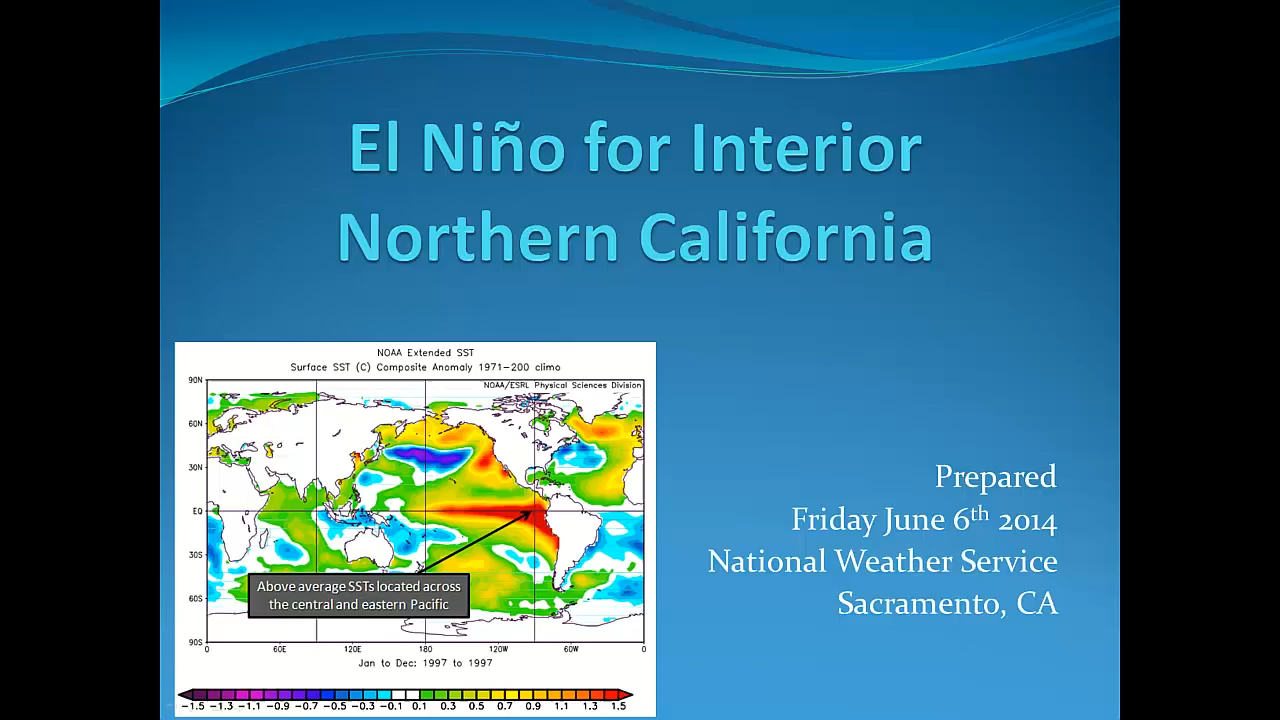 El Niño for Interior
Northern California
NOAA Extended SST
Surface SST (C) Composite Anomaly 1971-200 climo
NOAA/ESRL Physical Sciences Division
90N
60N
30N
EQ
30S
60S
90S
0 60E 120E 180 120W 60W 0
Above average SSTs located across
the central and eastern Pacific
Jan to Dec: 1997 to 1997
-1.5 -1.3 -1.1 -0.9 -0.7 -0.5 -0.3 -0.1 0.1 0.3 0.5 0.7 0.9 1.1 1.3 1.5
Prepared
Friday June 6th 2014
National Weather Service
Sacramento, CA